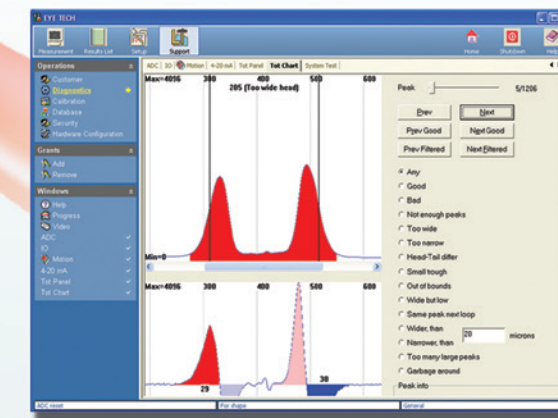 EYE TECH
Measurement
Results List
Setup
Support
Home
Shutdown
Help
Operations
Customer
Diagnostics
Calibration
Database
Security
Hardware Configuration
Grants
Add
Remove
Windows
Help
Progress
Video
ADC
IO
Motion
4-20 mA
Tot Panel
Tot Chart
ADC IO Motion 4-20 mA Tot Panel Tot Chart System Test
Max=4096 300 400 500 600
205 (Too wide head)
Min=0
Max=4096 300 400 500 600
29 30
Peak 5/1206
Prev Next
Prev Good Next Good
Prev Filtered Next Filtered
Any
Good
Bad
Not enough peaks
Too wide
Too narrow
Head-Tail differ
Small trough
Out of bounds
Wide but low
Same peak next loop
Wider, than
20 microns
Narrower, than
Too many large peaks
Garbage around
Peak info
ADC reset
Par shape
General